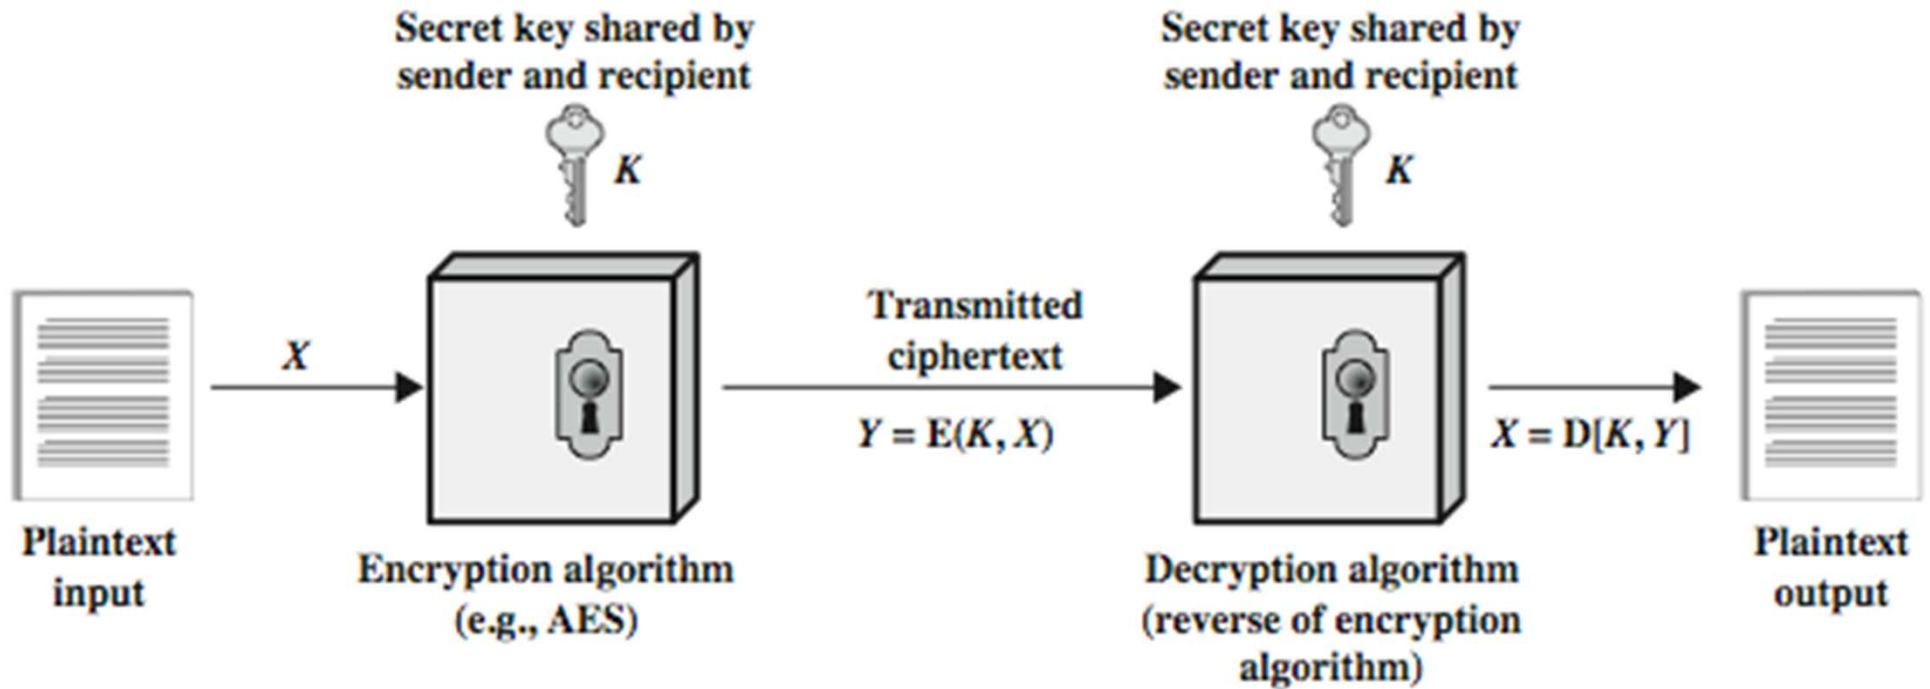 Secret key shared by
sender and recipient
K
Secret key shared by
sender and recipient
K
X
Transmitted
ciphertext
Y = E(K, X)
X = D[K, Y]
Plaintext
input
Encryption algorithm
(e.g., AES)
Decryption algorithm
(reverse of encryption
algorithm)
Plaintext
output